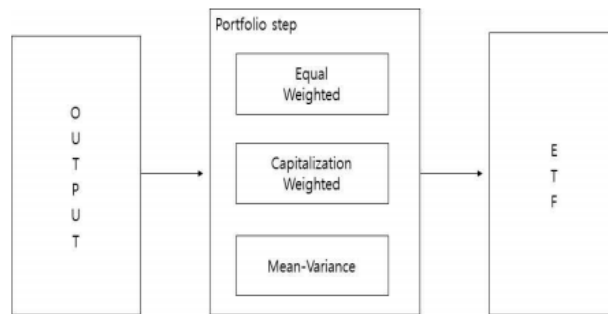 Portfolio step
O
U
T
P
U
T
Equal
Weighted
Capitalization
Weighted
Mean-Variance
E
T
F